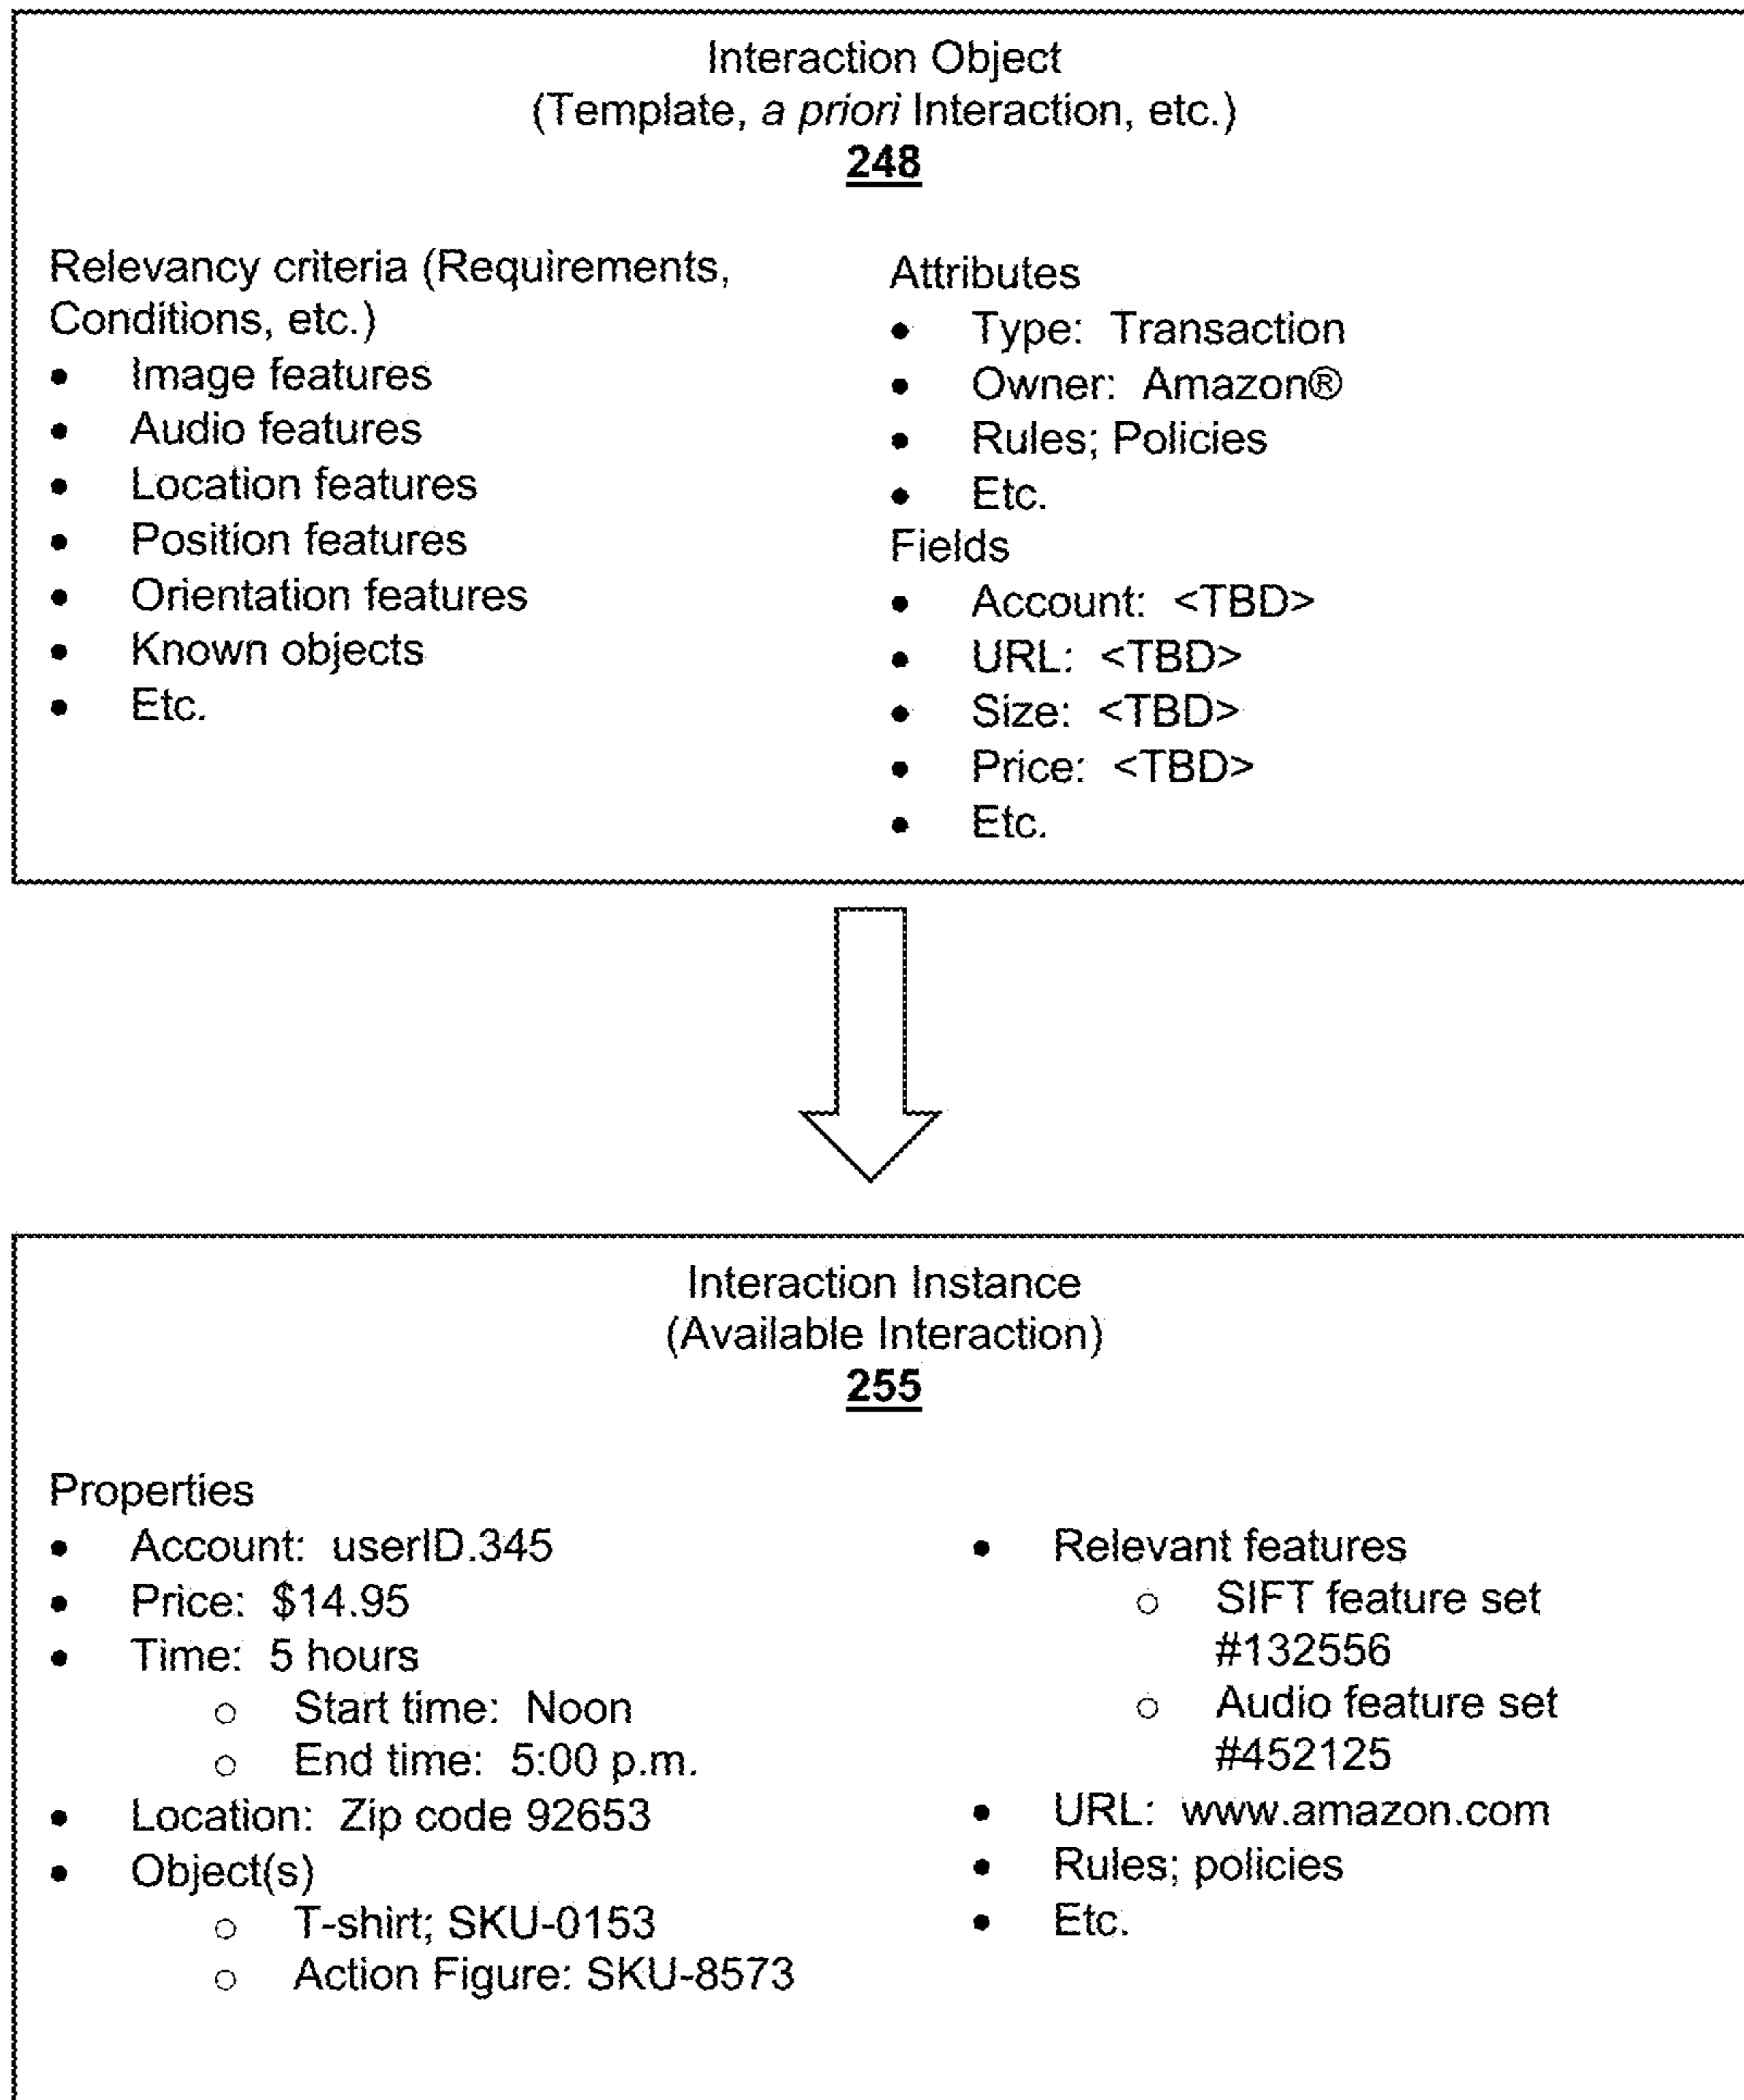 Interaction Object
(Template, a priori Interaction, etc.)
248
Relevancy criteria (Requirements,
Conditions, etc.)
• Image features
• Audio features
• Location features
• Position features
• Orientation features
• Known objects
• Etc.
Attributes
• Type: Transaction
• Owner: Amazon®
• Rules; Policies
• Etc.
Fields
• Account: <TBD>
• URL: <TBD>
• Size: <TBD>
• Price: <TBD>
• Etc.
Interaction Instance
(Available Interaction)
255
Properties
• Account: userID.345
• Price: $14.95
• Time: 5 hours
○ Start time: Noon
○ End time: 5:00 p.m.
• Location: Zip code 92653
• Object(s)
○ T-shirt; SKU-0153
○ Action Figure: SKU-8573
• Relevant features
○ SIFT feature set
#132556
○ Audio feature set
#452125
• URL: www.amazon.com
• Rules; policies
• Etc.